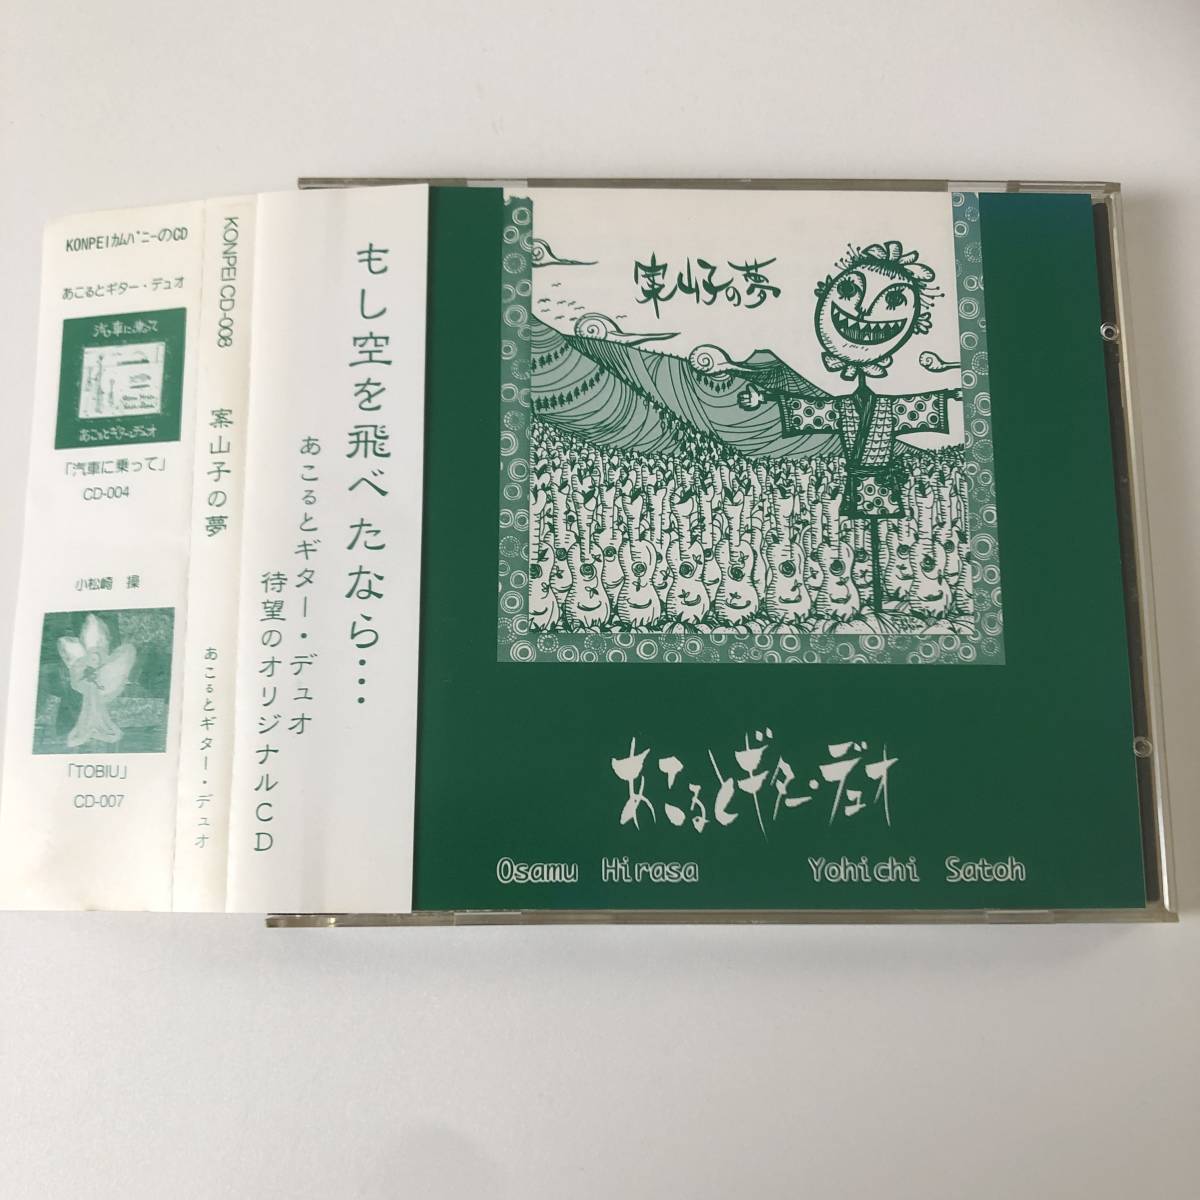 KONPEIカムパニーのCD
あこるとギター・デュオ
汽車に乗って
あこるとギターデュオ
「汽車に乗って」
CD-004
小松崎 操
「TOBIU」
CD-007
KONPEI CD-008 案山子の夢 あこるとギター・デュオ
もし空を飛べたなら・・・
あこるとギター・デュオ
待望のオリジナルCD
案山子の夢
あこるとギター・デュオ
Osamu Hirasa Yohichi Satoh